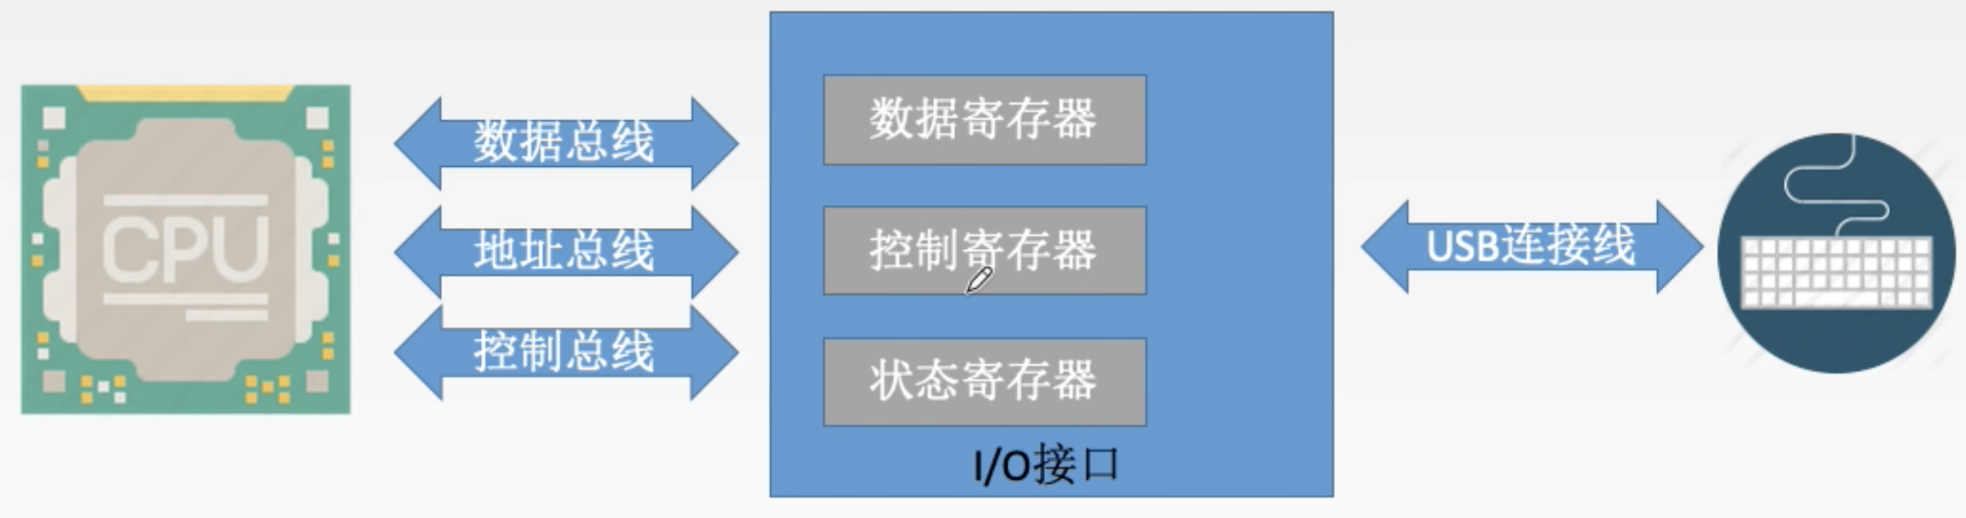 CPU
数据总线
地址总线
控制总线
数据寄存器
控制寄存器
状态寄存器
I/O接口
USB连接线